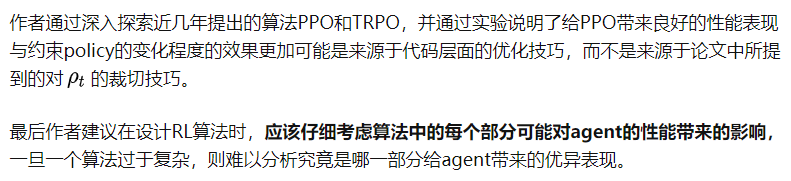 作者通过深入探索近几年提出的算法PPO和TRPO，并通过实验说明了给PPO带来良好的性能表现
与约束policy的变化程度的效果更加可能是来源于代码层面的优化技巧，而不是来源于论文中所提
到的对 ρt 的裁切技巧。
最后作者建议在设计RL算法时，应该仔细考虑算法中的每个部分可能对agent的性能带来的影响，
一旦一个算法过于复杂，则难以分析究竟是哪一部分给agent带来的优异表现。